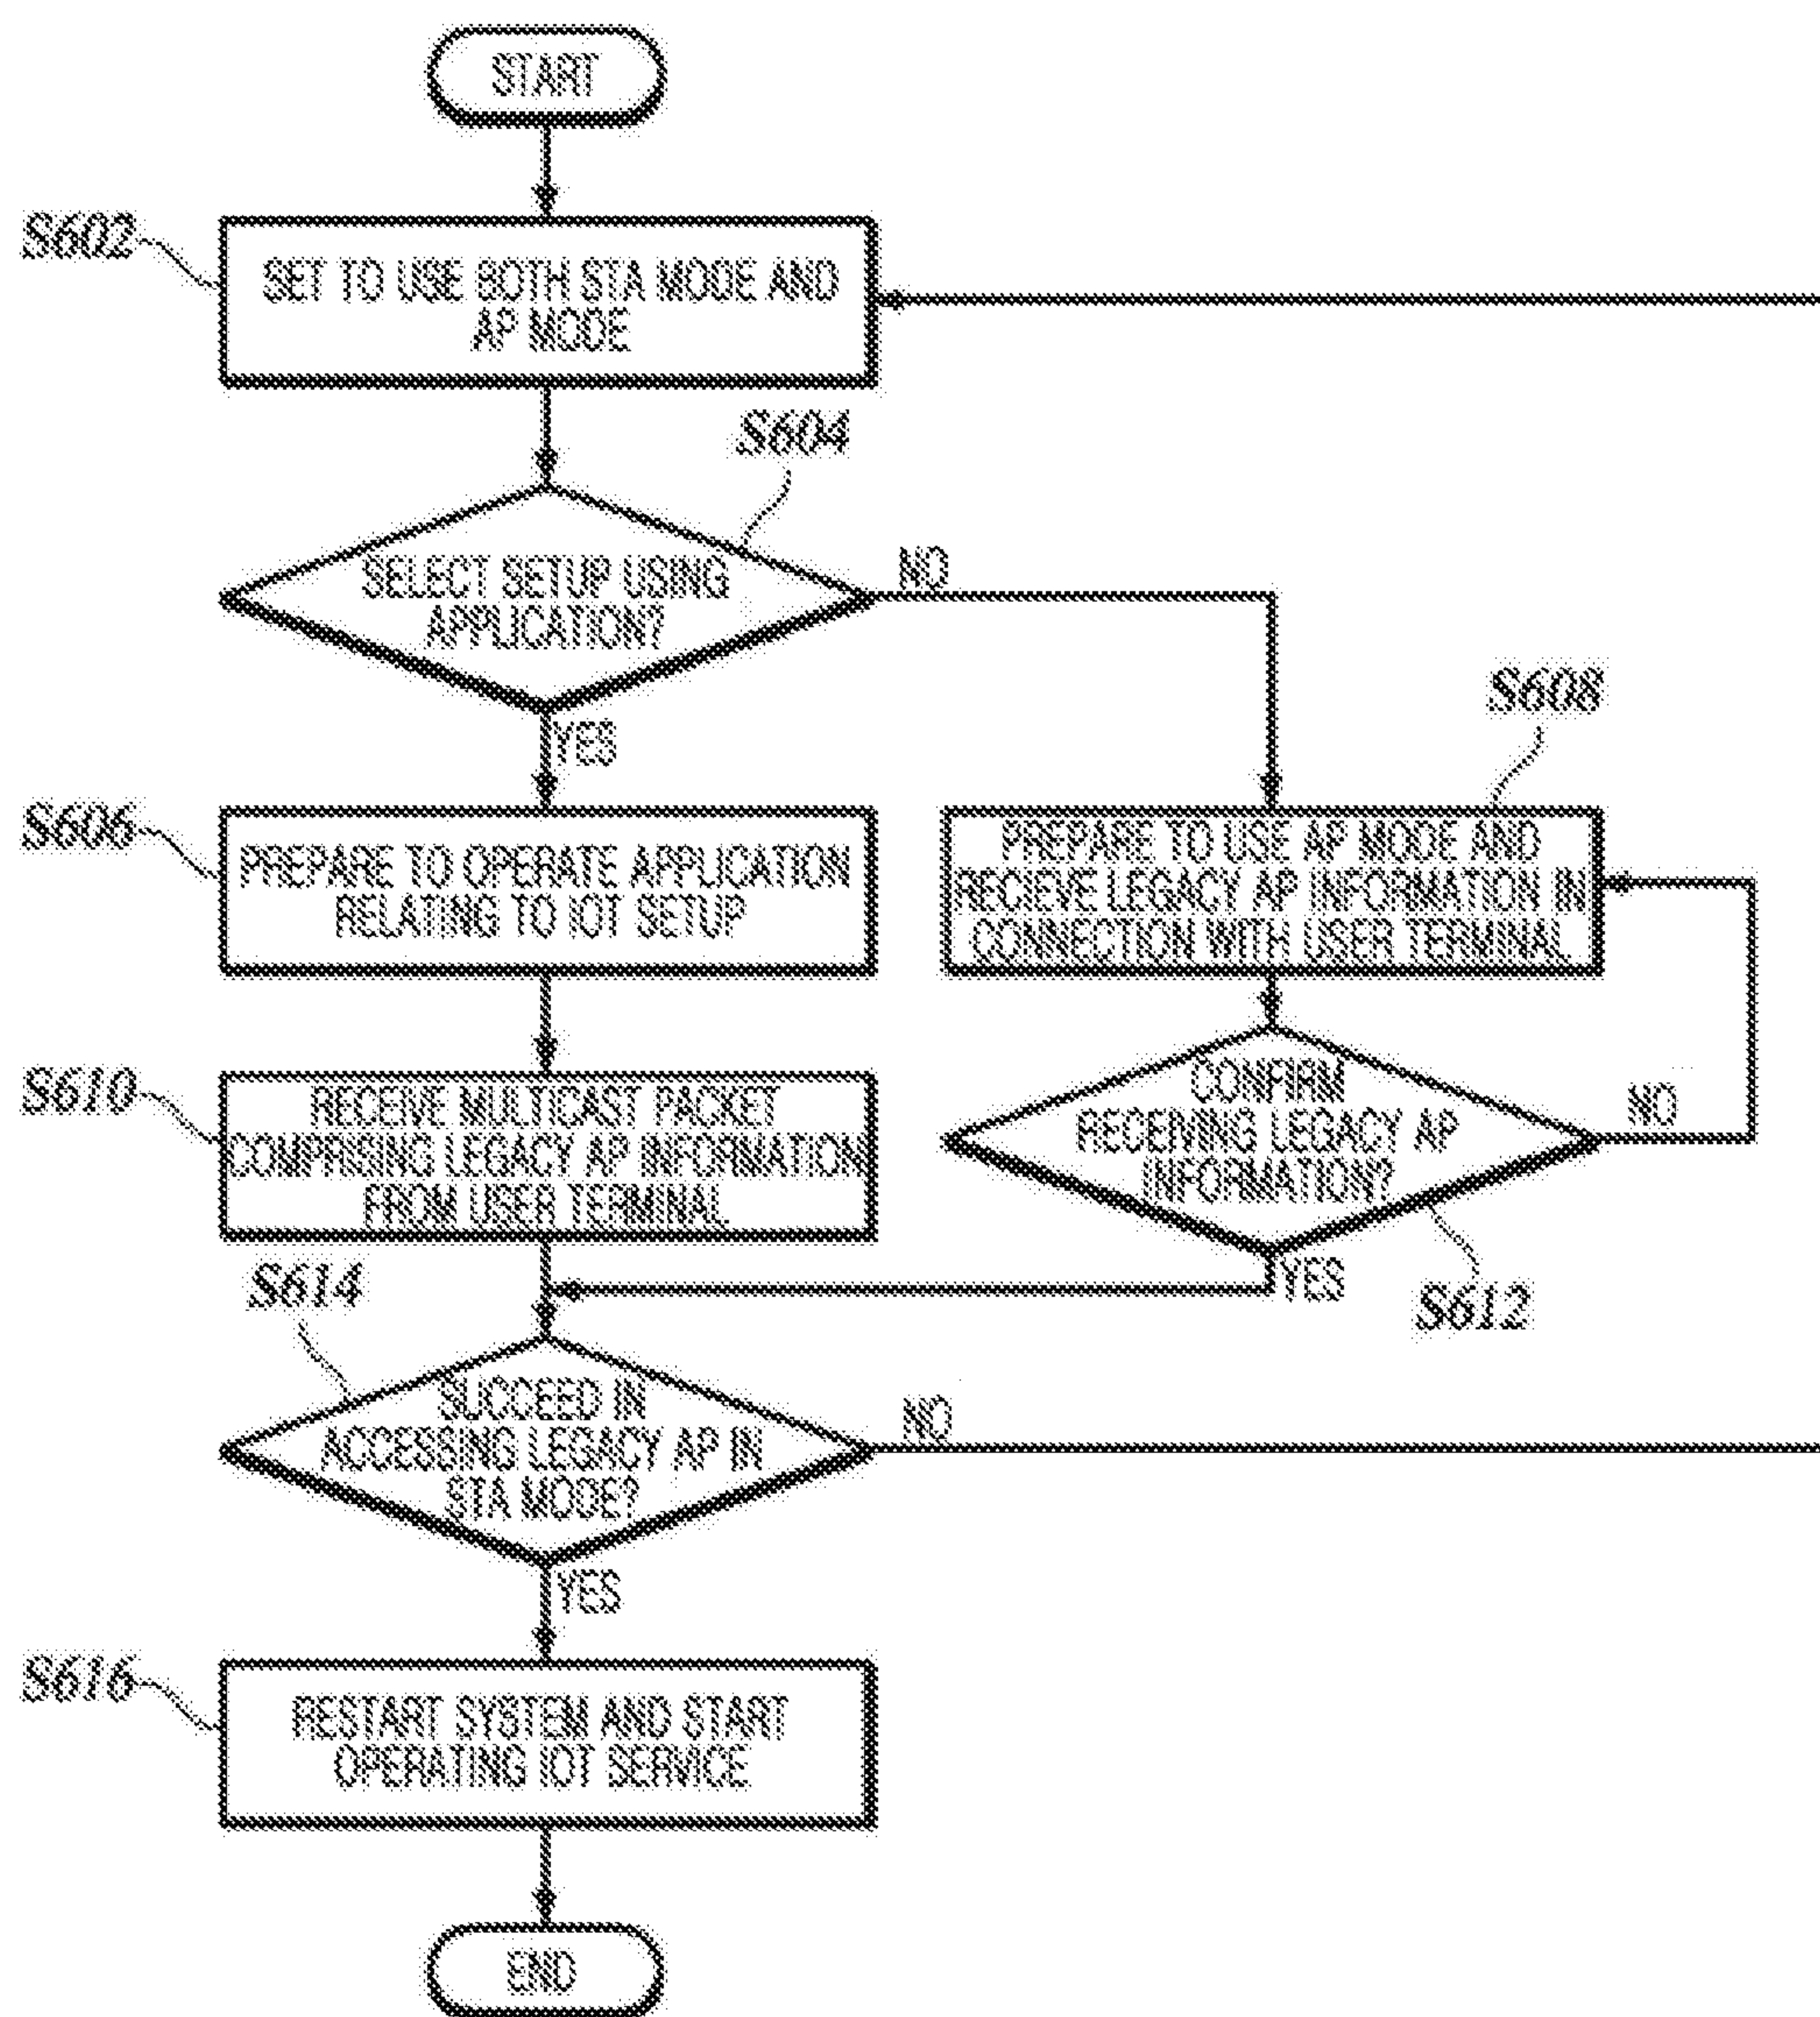 START
S602
SET TO USE BOTH STA MODE AND
AP MODE
S604
SELECT SETUP USING
APPLICATION?
NO
YES
S606
PREPARE TO OPERATE APPLICATION
RELATING TO IOT SETUP
S608
PREPARE TO USE AP MODE AND
RECIEVE LEGACY AP INFORMATION IN
CONNECTION WITH USER TERMINAL
S610
RECEIVE MULTICAST PACKET
COMPRISING LEGACY AP INFORMATION
FROM USER TERMINAL
CONFIRM
RECEIVING LEGACY AP
INFORMATION?
NO
YES
S612
S614
SUCCEED IN
ACCESSING LEGACY AP IN
STA MODE?
NO
YES
S616
RESTART SYSTEM AND START
OPERATING IOT SERVICE
END